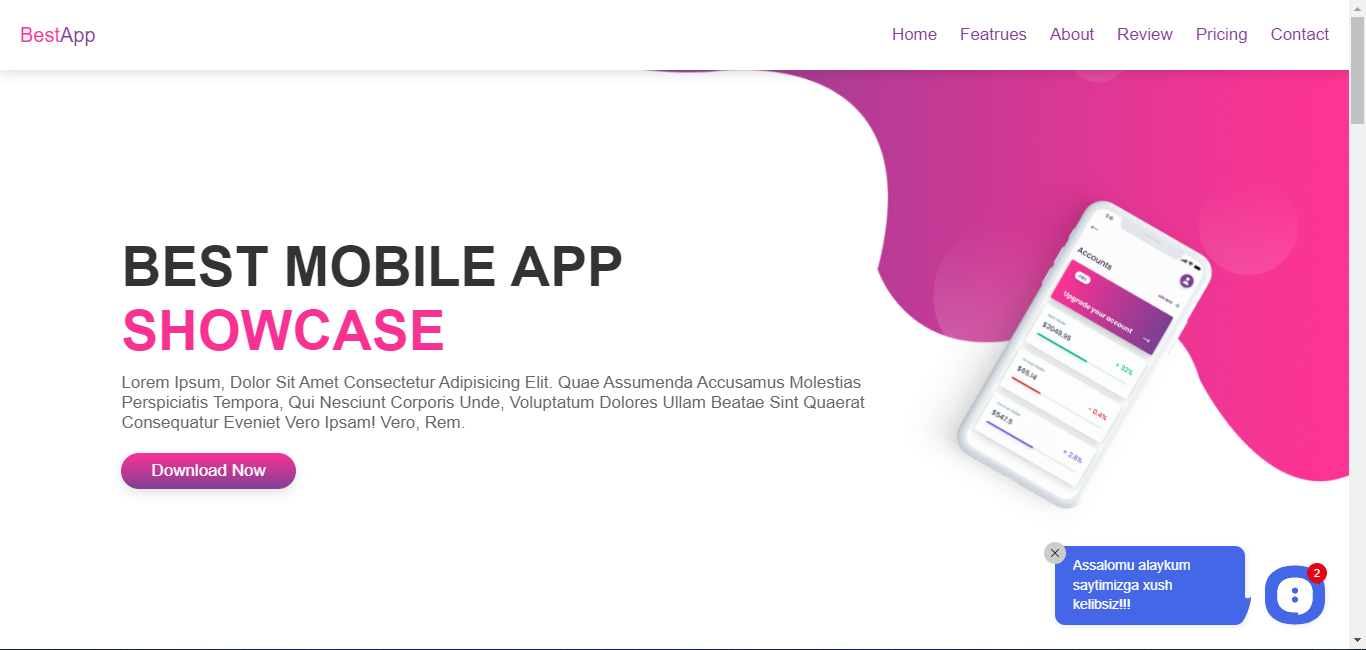 BestApp
Home Featrues About Review Pricing Contact
BEST MOBILE APP
SHOWCASE
Lorem Ipsum, Dolor Sit Amet Consectetur Adipisicing Elit. Quae Assumenda Accusamus Molestias
Perspiciatis Tempora, Qui Nesciunt Corporis Unde, Voluptatum Dolores Ullam Beatae Sint Quaerat
Consequatur Eveniet Vero Ipsam! Vero, Rem.
Download Now
Accounts
Upgrade your account
$2049.95
+ 32%
$65.14
- 0.4%
$547.5
+ 2.6%
Assalomu alaykum
saytimizga xush
kelibsiz!!!
2